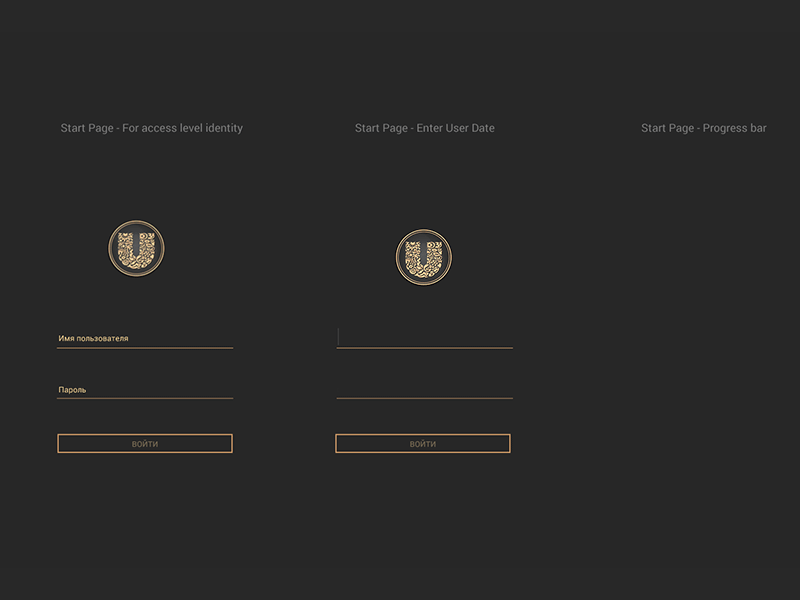 Start Page - For access level identity
Start Page - Enter User Date
Start Page - Progress bar
U
U
Имя пользователя
Пароль
ВОЙТИ
ВОЙТИ